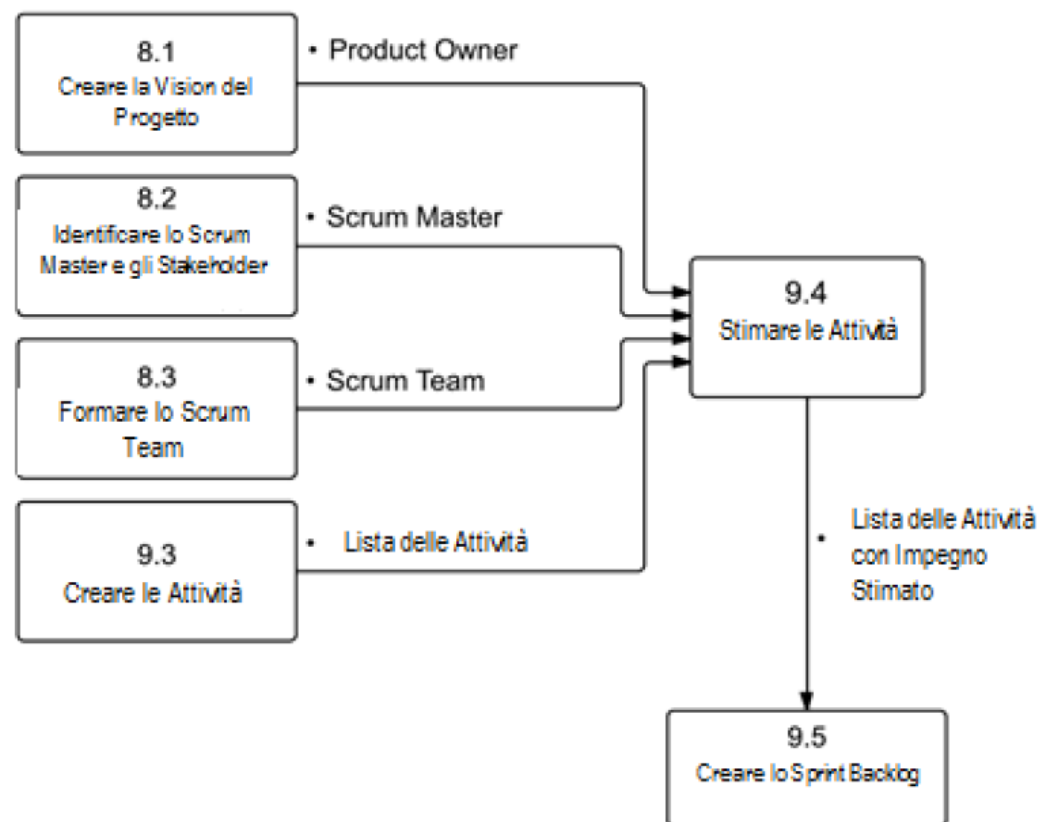 8.1
Creare la Vision del
Progetto
• Product Owner
8.2
Identificare lo Scrum
Master e gli Stakeholder
• Scrum Master
8.3
Formare lo Scrum
Team
• Scrum Team
9.3
Creare le Attività
• Lista delle Attività
9.4
Stimare le Attività
• Lista delle Attività
con Impegno
Stimato
9.5
Creare lo Sprint Backlog